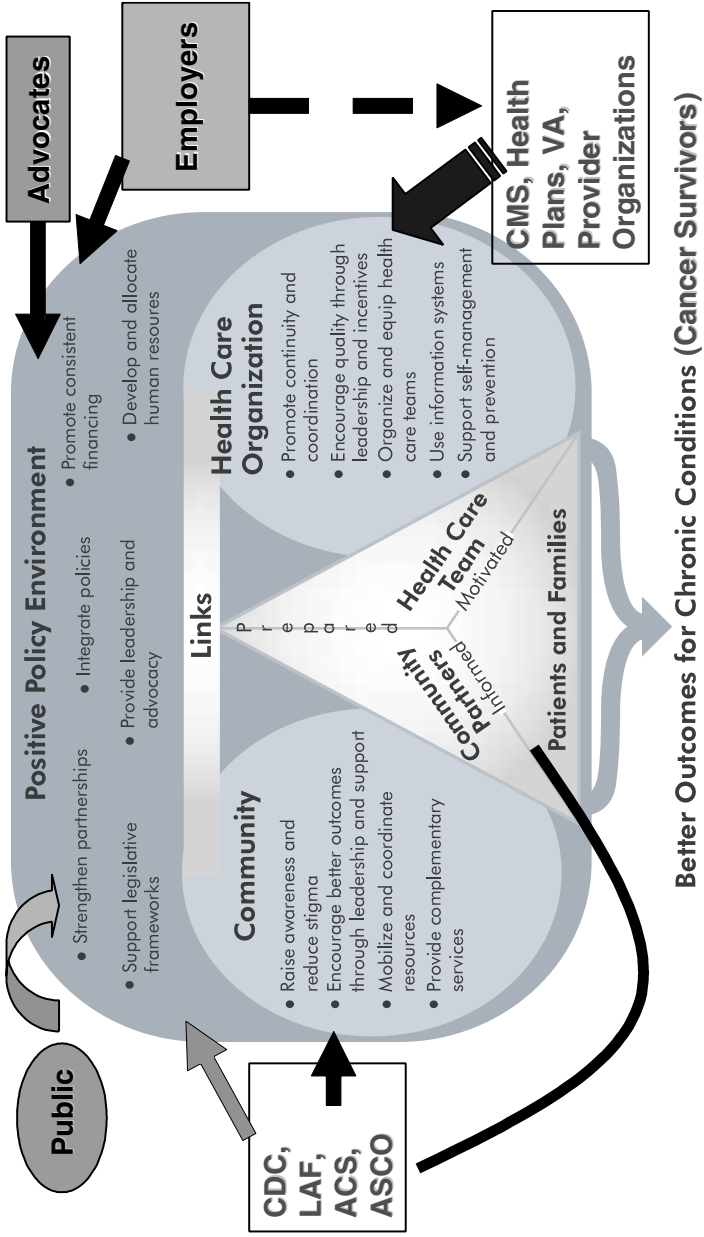 Public
Advocates
Employers
Positive Policy Environment
• Strengthen partnerships
• Support legislative
frameworks
• Integrate policies
• Provide leadership and
advocacy
• Promote consistent
financing
• Develop and allocate
human resoures
Links
Community
• Raise awareness and
reduce stigma
• Encourage better outcomes
through leadership and support
• Mobilize and coordinate
resources
• Provide complementary
services
Health Care
Organization
• Promote continuity and
coordination
• Encourage quality through
leadership and incentives
• Organize and equip health
care teams
• Use information systems
• Support self-management
and prevention
Prepared
Community
Partners
Informed
Health Care
Team
Motivated
Patients and Families
CDC,
LAF,
ACS,
ASCO
CMS, Health
Plans, VA,
Provider
Organizations
Better Outcomes for Chronic Conditions (Cancer Survivors)